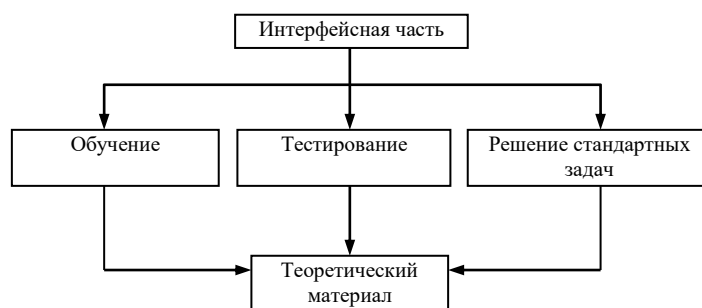 Интерфейсная часть
Обучение
Тестирование
Решение стандартных
задач
Теоретический
материал